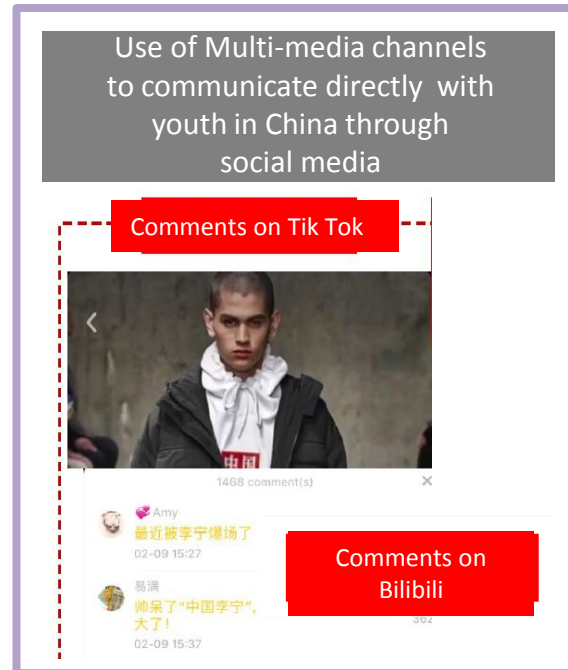 Use of Multi-media channels
to communicate directly with
youth in China through
social media
Comments on Tik Tok
中国
1468 comment(s)
Amy
最近被李宁爆场了
02-09 15:27
Comments on
Bilibili
易满
帅呆了“中国李宁”,
大了!
362
02-09 15:37